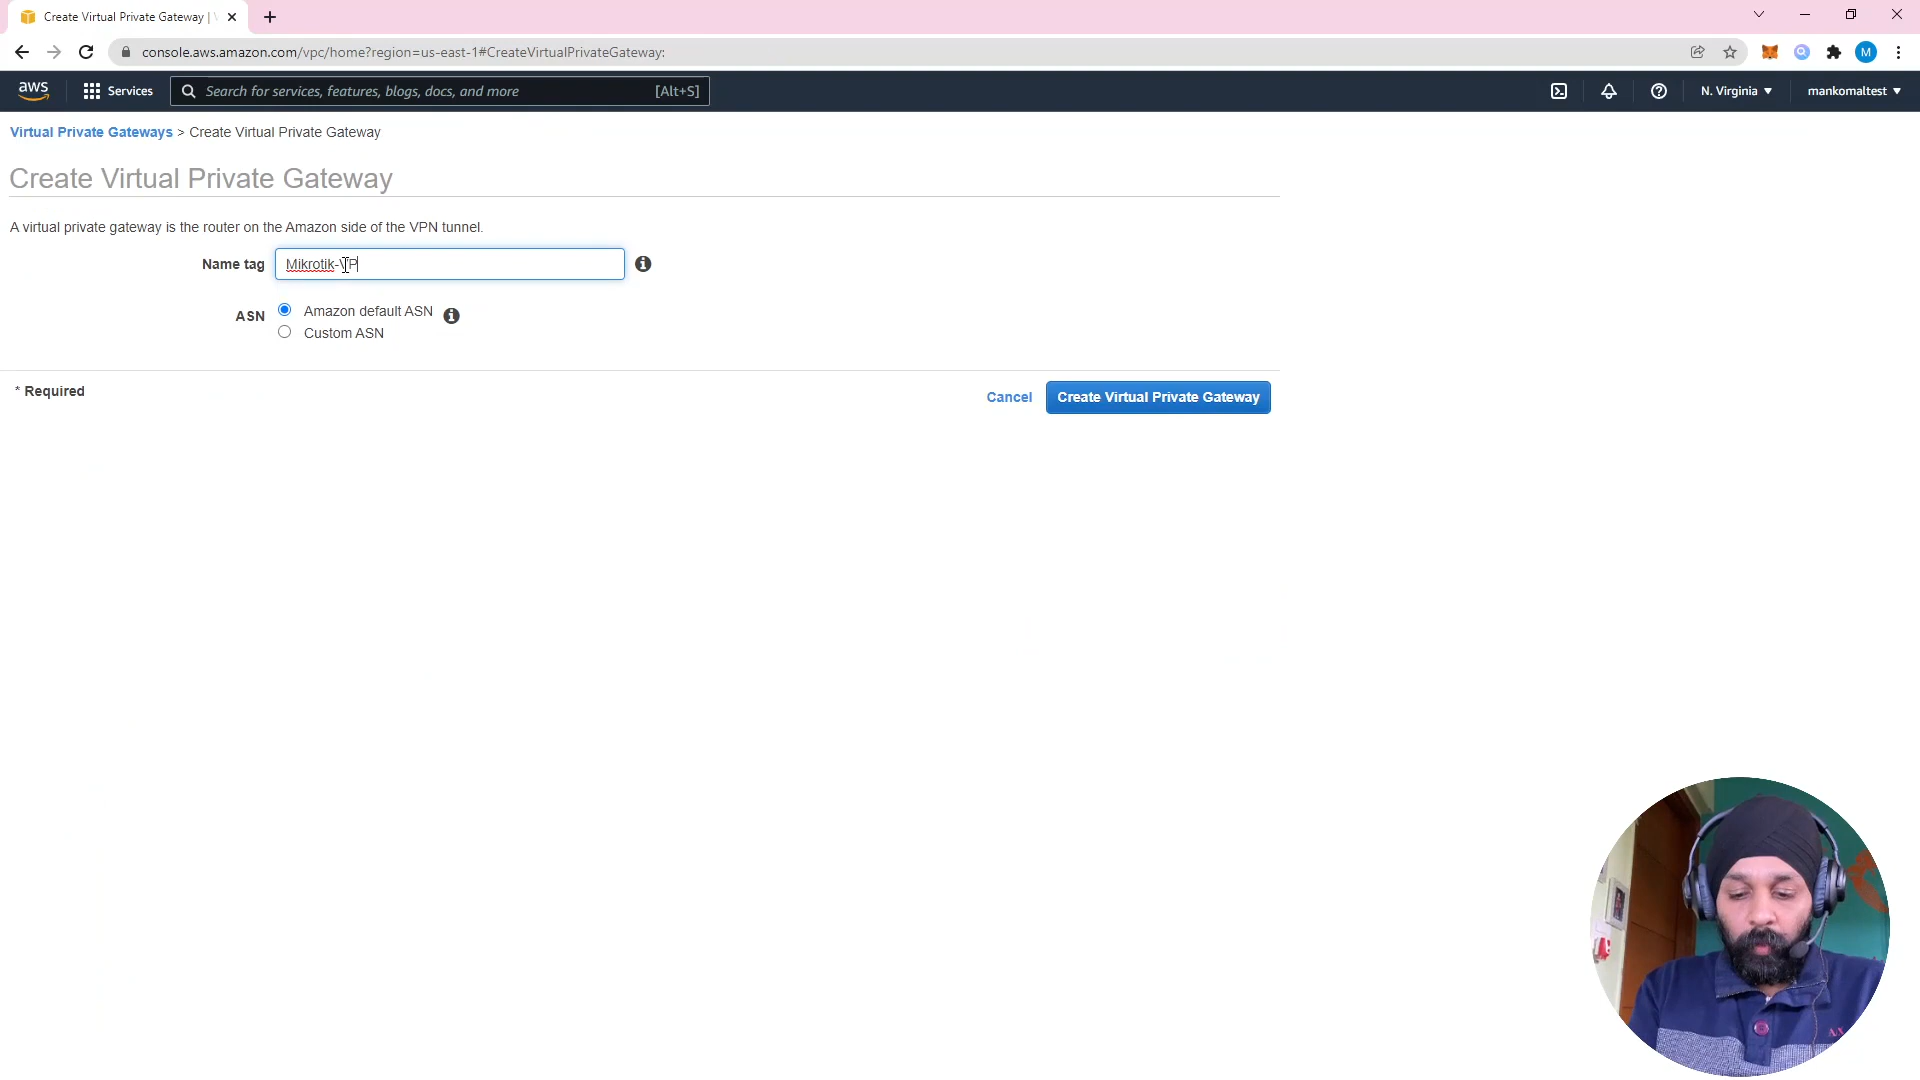 Create Virtual Private Gateway |
console.aws.amazon.com/vpc/home?region=us-east-1#CreateVirtualPrivateGateway:
M
aws
Services
Search for services, features, blogs, docs, and more
[Alt+S]
N. Virginia
mankomaltest
Virtual Private Gateways > Create Virtual Private Gateway
Create Virtual Private Gateway
A virtual private gateway is the router on the Amazon side of the VPN tunnel.
Name tag
Mikrotik-VP
ASN
Amazon default ASN
Custom ASN
* Required
Cancel
Create Virtual Private Gateway